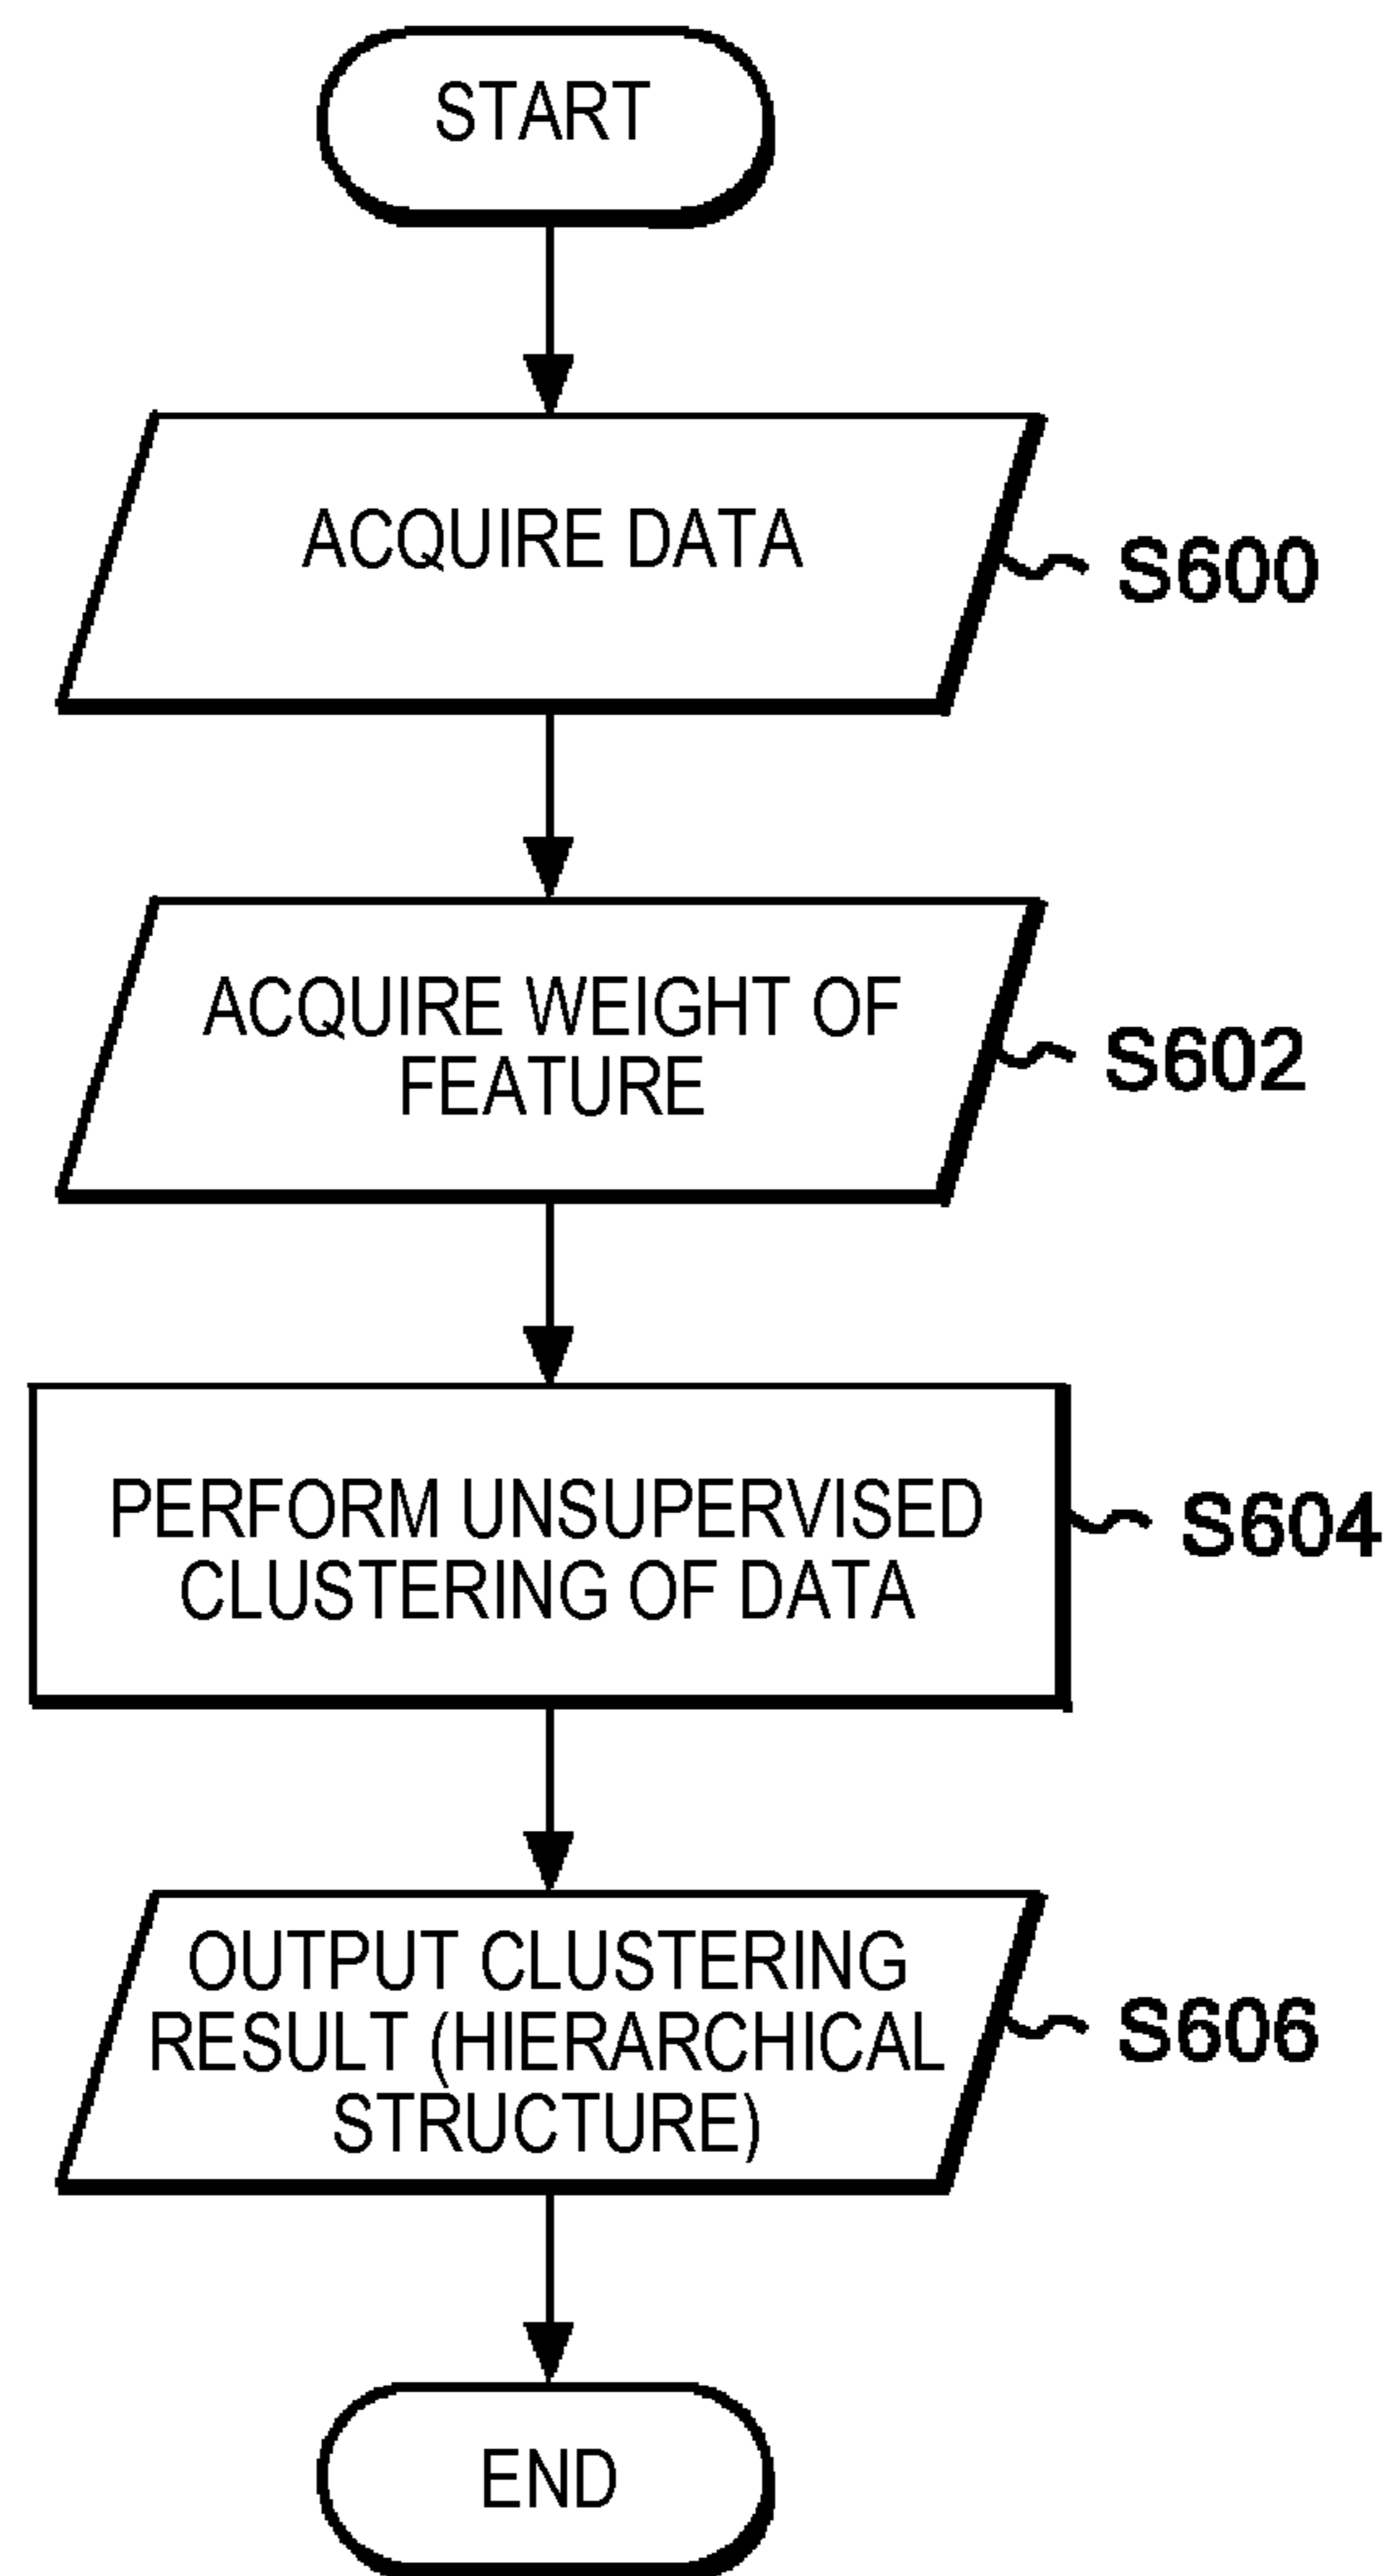 START
ACQUIRE DATA
S600
ACQUIRE WEIGHT OF
FEATURE
S602
PERFORM UNSUPERVISED
CLUSTERING OF DATA
S604
OUTPUT CLUSTERING
RESULT (HIERARCHICAL
STRUCTURE)
S606
END